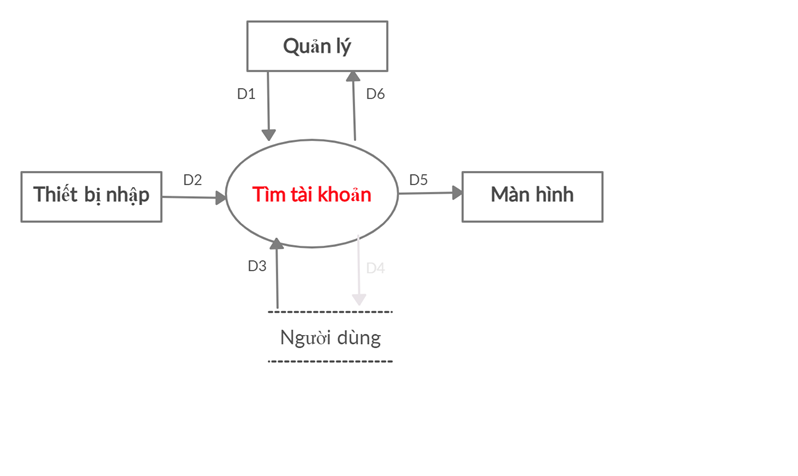 Quản lý
D1
D6
Thiết bị nhập
D2
Tìm tài khoản
D5
Màn hình
D3
D4
Người dùng